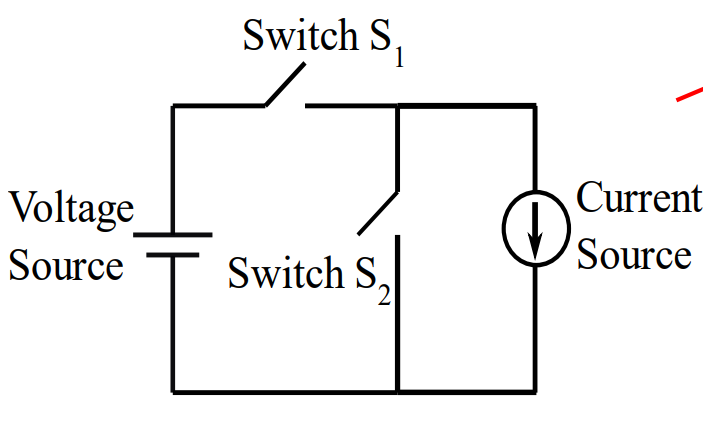 Switch S1
Voltage
Source
Switch S2
Current
Source